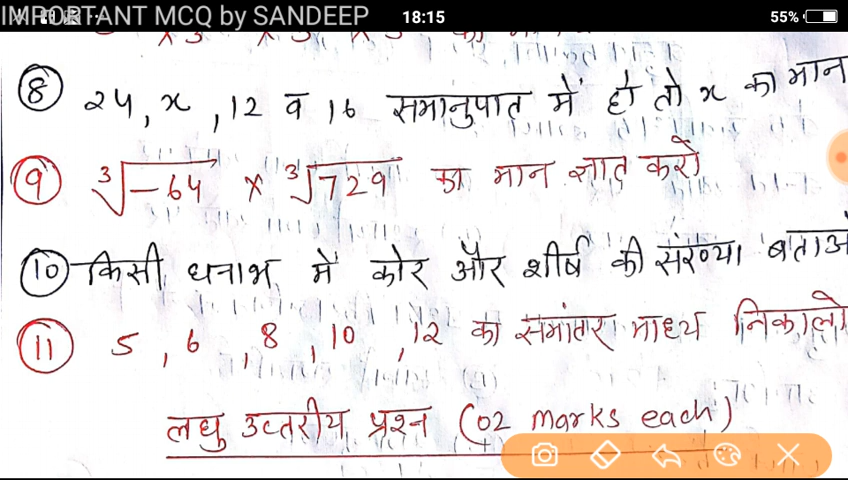 IMPORTANT MCQ by SANDEEP 18:15 55%
8 24, x, 12 व 16 समानुपात में हो तो x का मान
9 ∛-64 × ∛729 का मान ज्ञात करो
10 किसी घनाभ में कोर और शीर्ष की संख्या बताओ
11 5, 6, 8, 10, 12 का समांतर माध्य निकालो
लघु उत्तरीय प्रश्न (02 marks each)